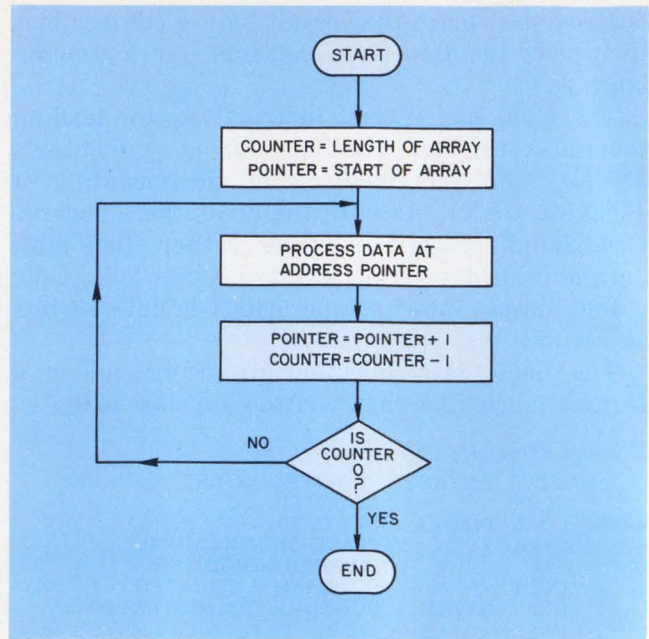 START
COUNTER = LENGTH OF ARRAY
POINTER = START OF ARRAY
PROCESS DATA AT
ADDRESS POINTER
POINTER = POINTER + 1
COUNTER = COUNTER - 1
IS
COUNTER
0
?
NO
YES
END